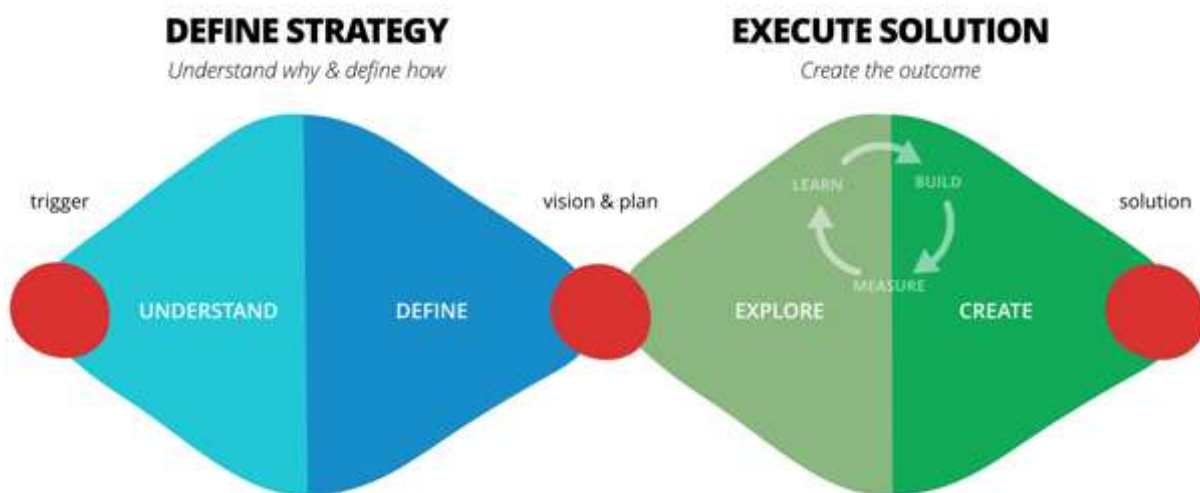 DEFINE STRATEGY
Understand why & define how
EXECUTE SOLUTION
Create the outcome
trigger
vision & plan
solution
LEARN
BUILD
MEASURE
UNDERSTAND
DEFINE
EXPLORE
CREATE